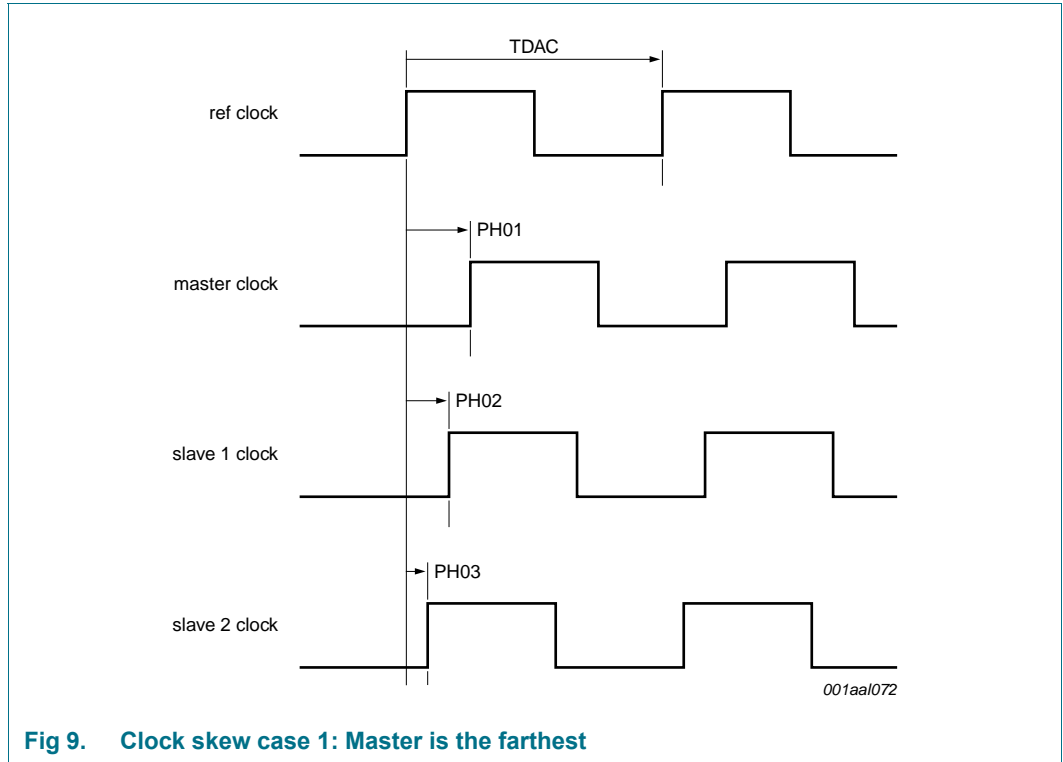 TDAC
ref clock
PH01
master clock
PH02
slave 1 clock
PH03
slave 2 clock
001aal072
Fig 9. Clock skew case 1: Master is the farthest